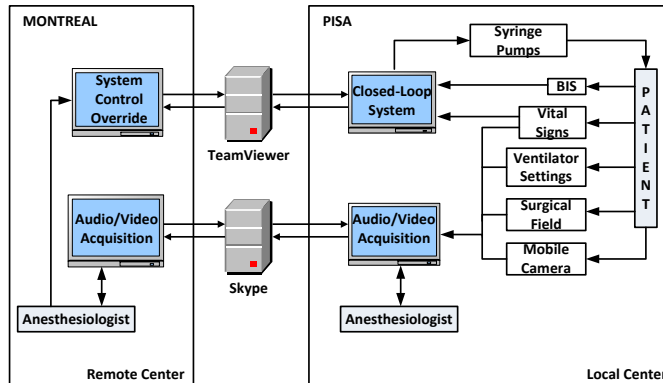 MONTREAL
System
Control
Override
TeamViewer
Audio/Video
Acquisition
Skype
Anesthesiologist
Remote Center
PISA
Syringe
Pumps
Closed-Loop
System
BIS
Vital
Signs
Ventilator
Settings
Surgical
Field
Mobile
Camera
PATIENT
Audio/Video
Acquisition
Anesthesiologist
Local Center